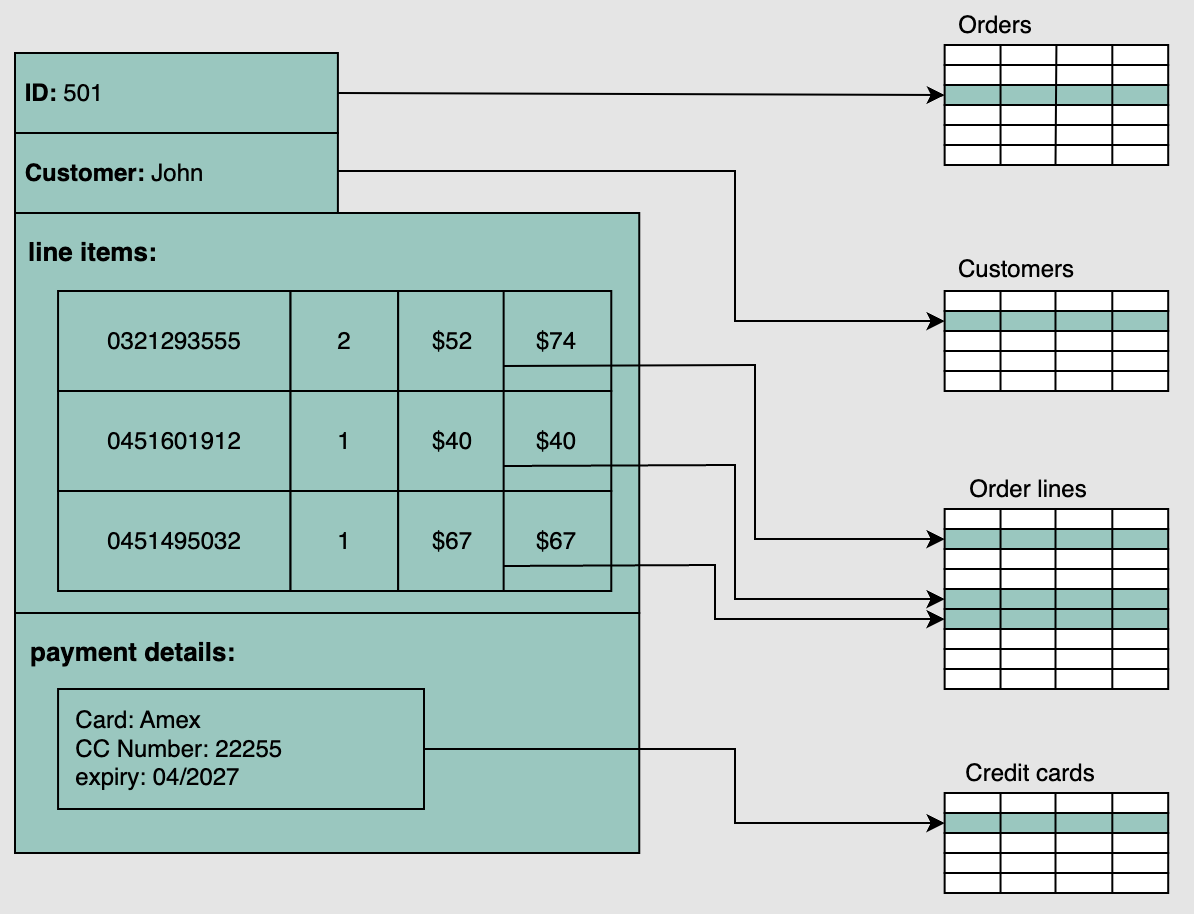 Orders
ID: 501
Customer: John
Customers
line items:
0321293555 2 $52 $74
0451601912 1 $40 $40
0451495032 1 $67 $67
Order lines
payment details:
Card: Amex
CC Number: 22255
expiry: 04/2027
Credit cards